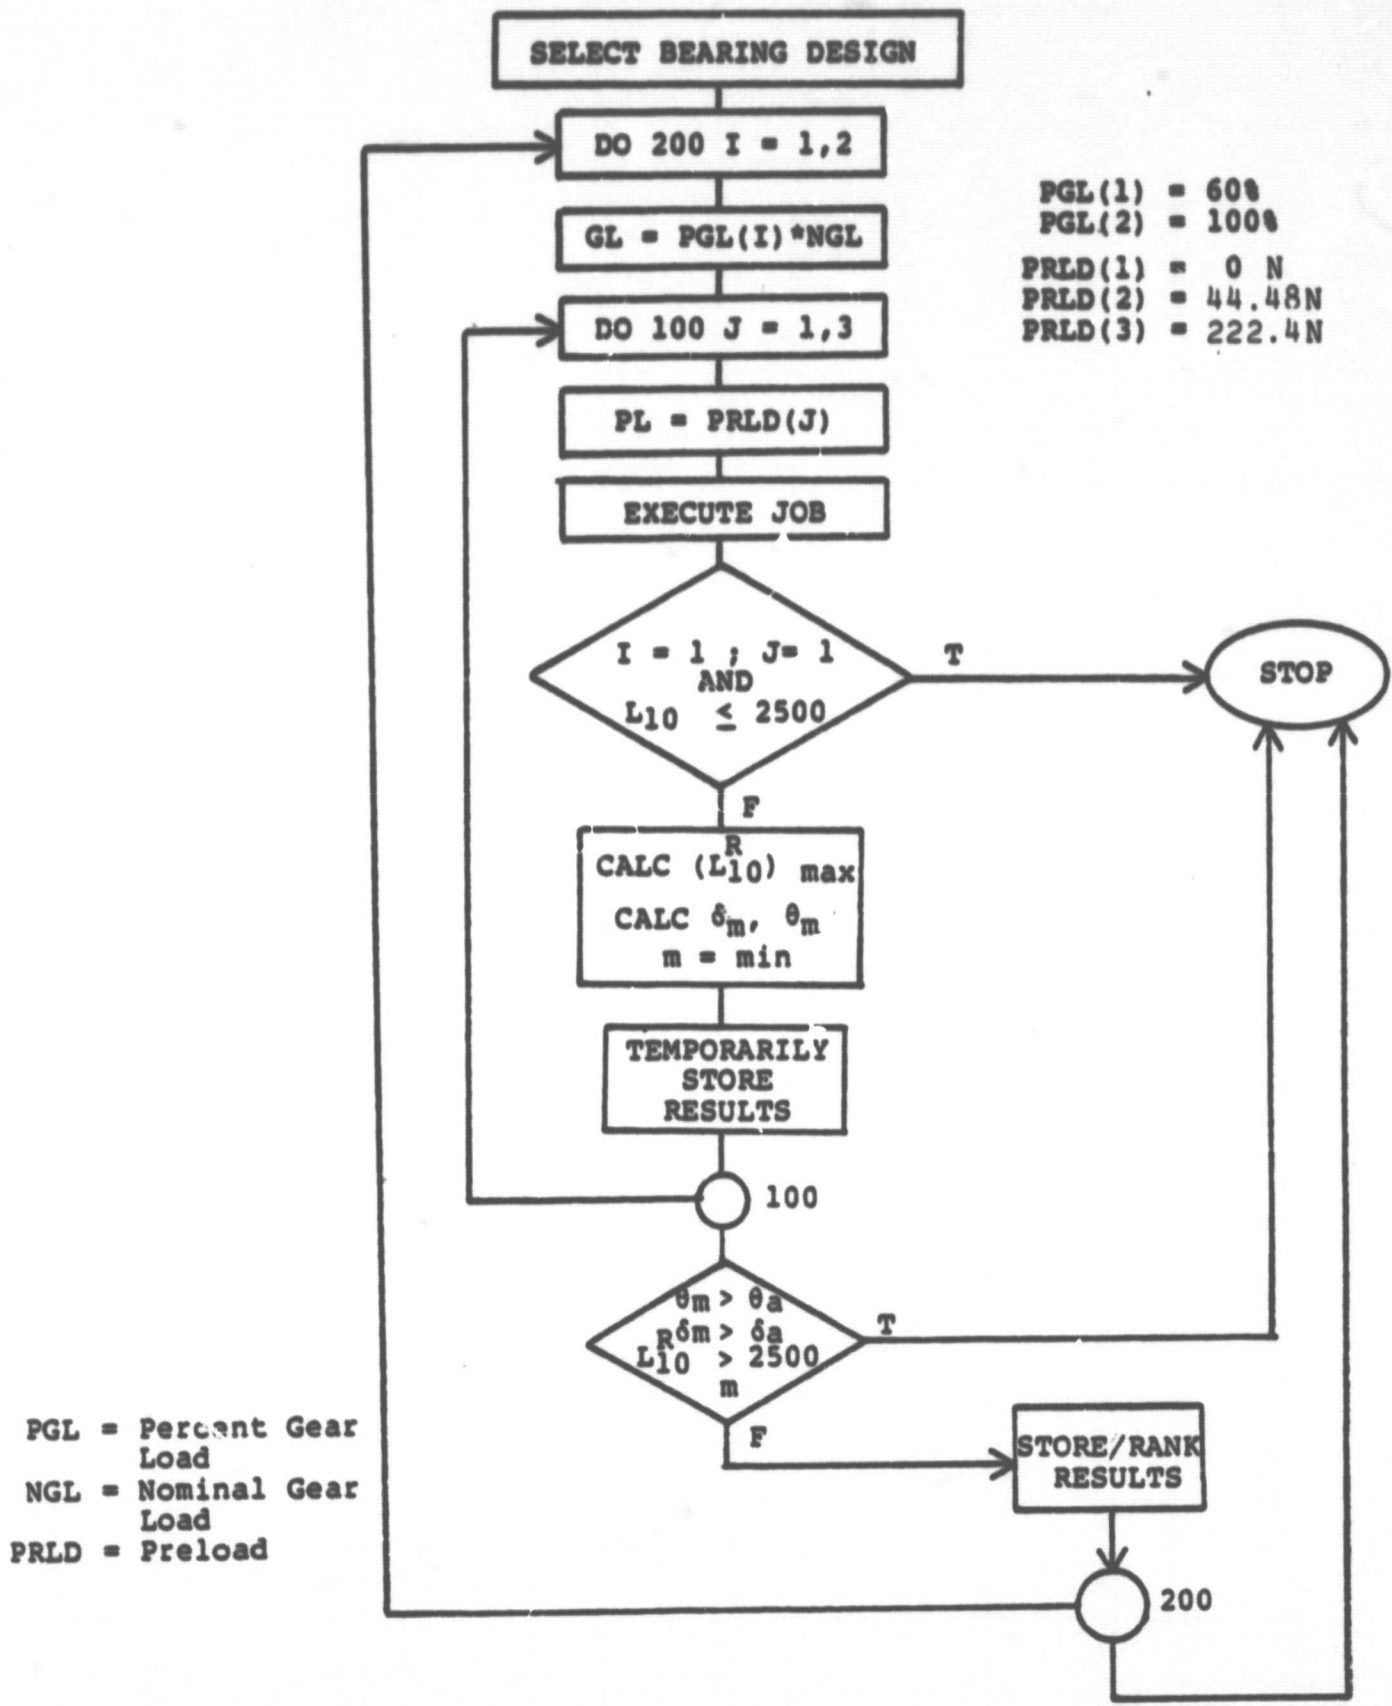 SELECT BEARING DESIGN
DO 200 I = 1,2
PGL(1) = 60%
PGL(2) = 100%
GL = PGL(I)*NGL
PRLD(1) = 0 N
PRLD(2) = 44.48N
PRLD(3) = 222.4N
DO 100 J = 1,3
PL = PRLD(J)
EXECUTE JOB
I = 1 ; J= 1
AND
L10 ≤ 2500
T
STOP
F
CALC (L10^R) max
CALC δm, θm
m = min
TEMPORARILY
STORE
RESULTS
100
θm > θa
δm > δa
L10^R > 2500
m
T
F
STORE/RANK
RESULTS
200
PGL = Percent Gear
Load
NGL = Nominal Gear
Load
PRLD = Preload